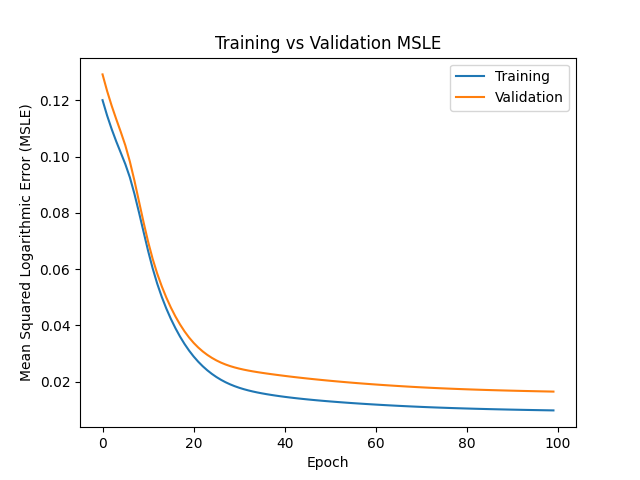 Training vs Validation MSLE
Training
Validation
Mean Squared Logarithmic Error (MSLE)
0.12
0.10
0.08
0.06
0.04
0.02
0 20 40 60 80 100
Epoch